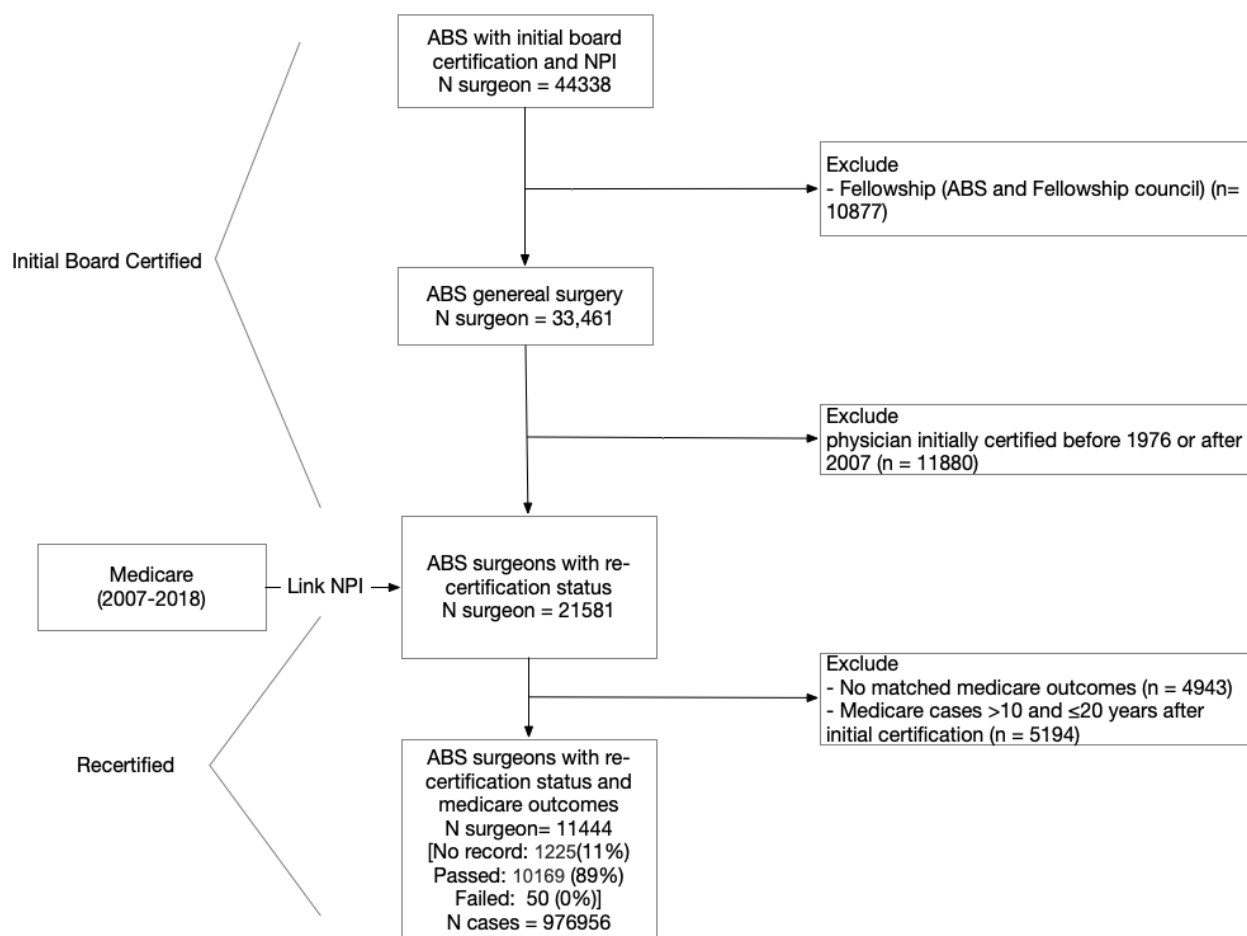 ABS with initial board
certification and NPI
N surgeon = 44338
Exclude
- Fellowship (ABS and Fellowship council) (n=
10877)
Initial Board Certified
ABS genereal surgery
N surgeon = 33,461
Exclude
physician initially certified before 1976 or after
2007 (n = 11880)
Medicare
(2007-2018)
Link NPI
ABS surgeons with re-
certification status
N surgeon = 21581
Exclude
- No matched medicare outcomes (n = 4943)
- Medicare cases >10 and ≤20 years after
initial certification (n = 5194)
Recertified
ABS surgeons with re-
certification status and
medicare outcomes
N surgeon= 11444
[No record: 1225(11%)
Passed: 10169 (89%)
Failed: 50 (0%)]
N cases = 976956